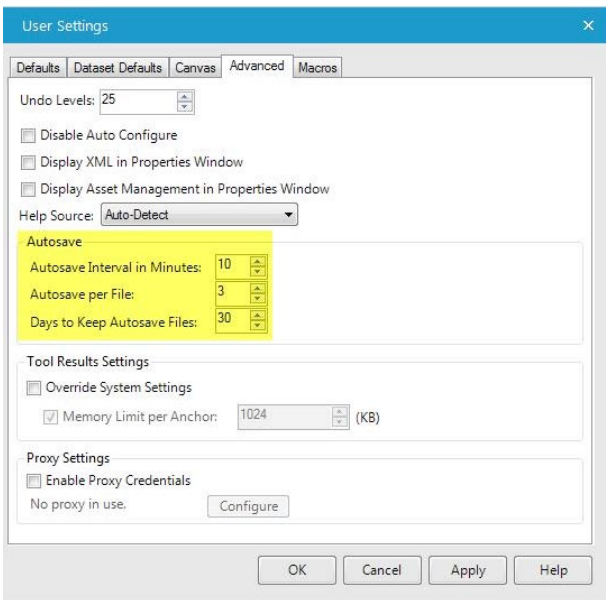 User Settings
Defaults Dataset Defaults Canvas Advanced Macros
Undo Levels: 25
Disable Auto Configure
Display XML in Properties Window
Display Asset Management in Properties Window
Help Source: Auto-Detect
Autosave
Autosave Interval in Minutes: 10
Autosave per File: 3
Days to Keep Autosave Files: 30
Tool Results Settings
Override System Settings
Memory Limit per Anchor: 1024 (KB)
Proxy Settings
Enable Proxy Credentials
No proxy in use. Configure
OK Cancel Apply Help